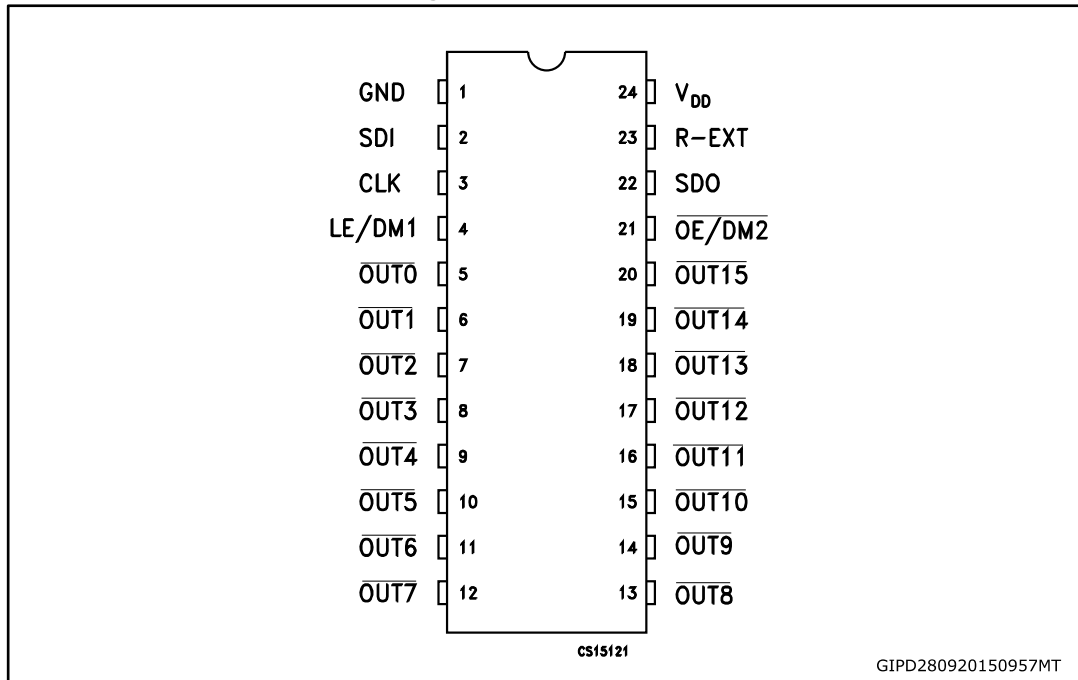 GND 1 24 V_DD
SDI 2 23 R-EXT
CLK 3 22 SDO
LE/DM1 4 21 OE/DM2
OUT0 5 20 OUT15
OUT1 6 19 OUT14
OUT2 7 18 OUT13
OUT3 8 17 OUT12
OUT4 9 16 OUT11
OUT5 10 15 OUT10
OUT6 11 14 OUT9
OUT7 12 13 OUT8
CS15121
GIPD280920150957MT